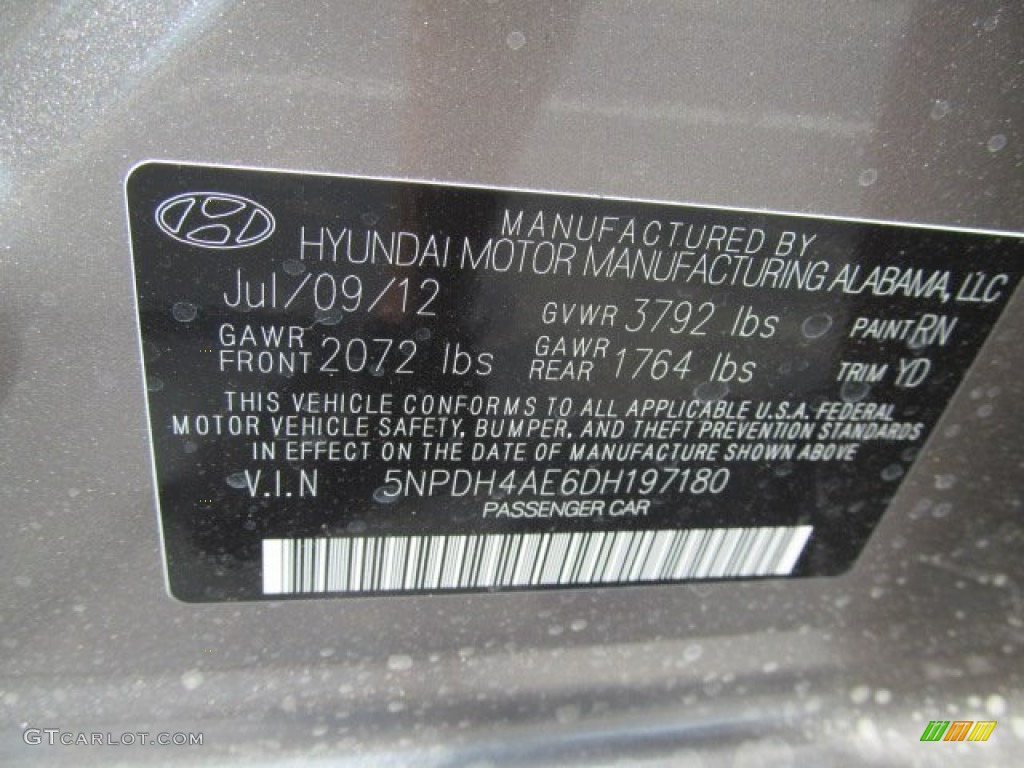 MANUFACTURED BY
HYUNDAI MOTOR MANUFACTURING ALABAMA, LLC
Jul/09/12 GVWR 3792 lbs PAINT RN
GAWR FRONT 2072 lbs GAWR REAR 1764 lbs TRIM YD
THIS VEHICLE CONFORMS TO ALL APPLICABLE U.S.A. FEDERAL
MOTOR VEHICLE SAFETY, BUMPER, AND THEFT PREVENTION STANDARDS
IN EFFECT ON THE DATE OF MANUFACTURE SHOWN ABOVE
V.I.N 5NPDH4AE6DH197180
PASSENGER CAR
GTCARLOT.COM